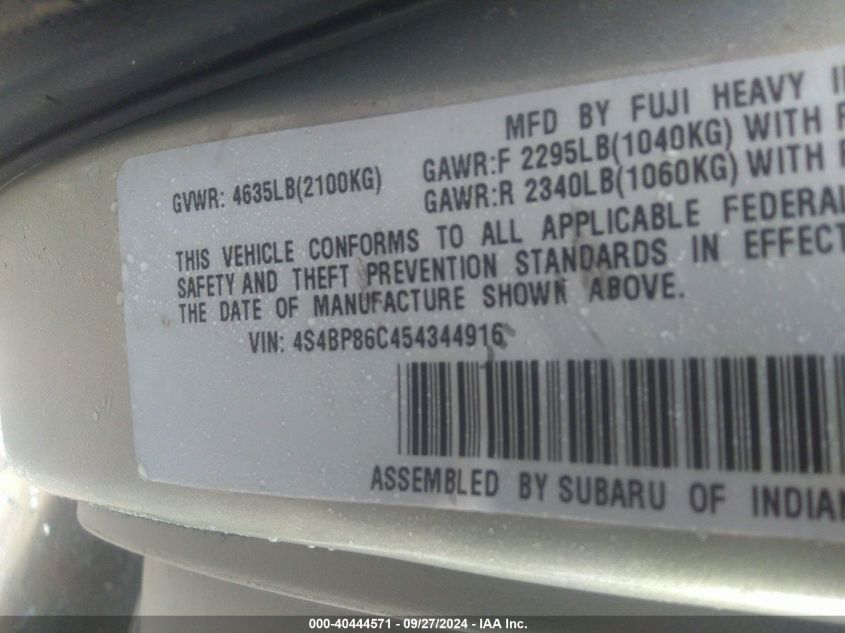 MFD BY FUJI HEAVY
GVWR: 4635LB(2100KG)
GAWR:F 2295LB(1040KG) WITH
GAWR:R 2340LB(1060KG) WITH
THIS VEHICLE CONFORMS TO ALL APPLICABLE FEDERAL
SAFETY AND THEFT PREVENTION STANDARDS IN EFFECT
THE DATE OF MANUFACTURE SHOWN ABOVE.
VIN: 4S4BP86C454344916
ASSEMBLED BY SUBARU OF
000-40444571 / 09/27/2024 - IAA Inc.